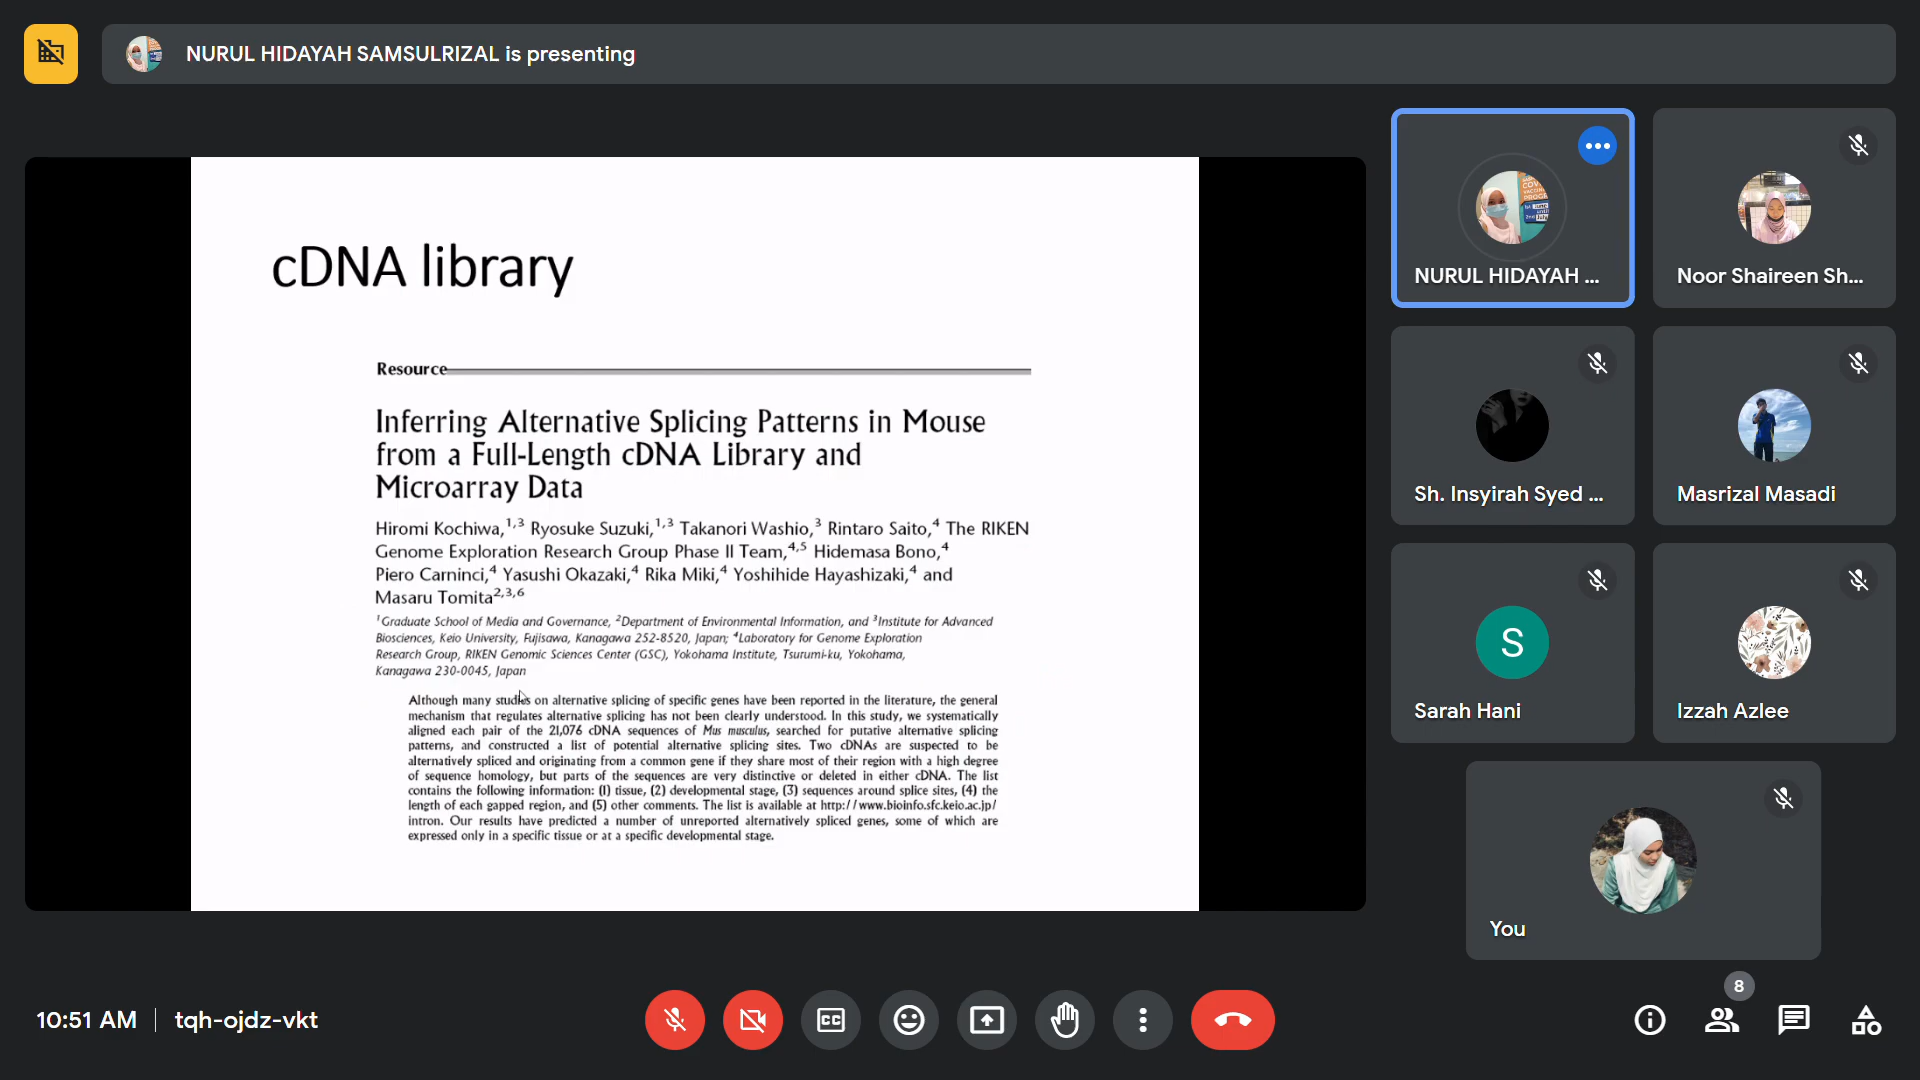 NURUL HIDAYAH SAMSULRIZAL is presenting
cDNA library
Resource
Inferring Alternative Splicing Patterns in Mouse
from a Full-Length cDNA Library and
Microarray Data
Hiromi Kochiwa,1,3 Ryosuke Suzuki,1,3 Takanori Washio,3 Rintaro Saito,4 The RIKEN
Genome Exploration Research Group Phase II Team,4,5 Hidemasa Bono,4
Piero Carninci,4 Yasushi Okazaki,4 Rika Miki,4 Yoshihide Hayashizaki,4 and
Masaru Tomita2,3,6
1Graduate School of Media and Governance, 2Department of Environmental Information, and 3Institute for Advanced
Biosciences, Keio University, Fujisawa, Kanagawa 252-8520, Japan; 4Laboratory for Genome Exploration
Research Group, RIKEN Genomic Sciences Center (GSC), Yokohama Institute, Tsurumi-ku, Yokohama,
Kanagawa 230-0045, Japan
Although many studies on alternative splicing of specific genes have been reported in the literature, the general
mechanism that regulates alternative splicing has not been clearly understood. In this study, we systematically
aligned each pair of the 21,076 cDNA sequences of Mus musculus, searched for putative alternative splicing
patterns, and constructed a list of potential alternative splicing sites. Two cDNAs are suspected to be
alternatively spliced and originating from a common gene if they share most of their region with a high degree
of sequence homology, but parts of the sequences are very distinctive or deleted in either cDNA. The list
contains the following information: (1) tissue, (2) developmental stage, (3) sequences around splice sites, (4) the
length of each gapped region, and (5) other comments. The list is available at http://www.bioinfo.sfc.keio.ac.jp/
intron. Our results have predicted a number of unreported alternatively spliced genes, some of which are
expressed only in a specific tissue or at a specific developmental stage.
NURUL HIDAYAH ...
Noor Shaireen Sh...
Sh. Insyirah Syed ...
Masrizal Masadi
S
Sarah Hani
Izzah Azlee
You
10:51 AM
tqh-ojdz-vkt
CC
8